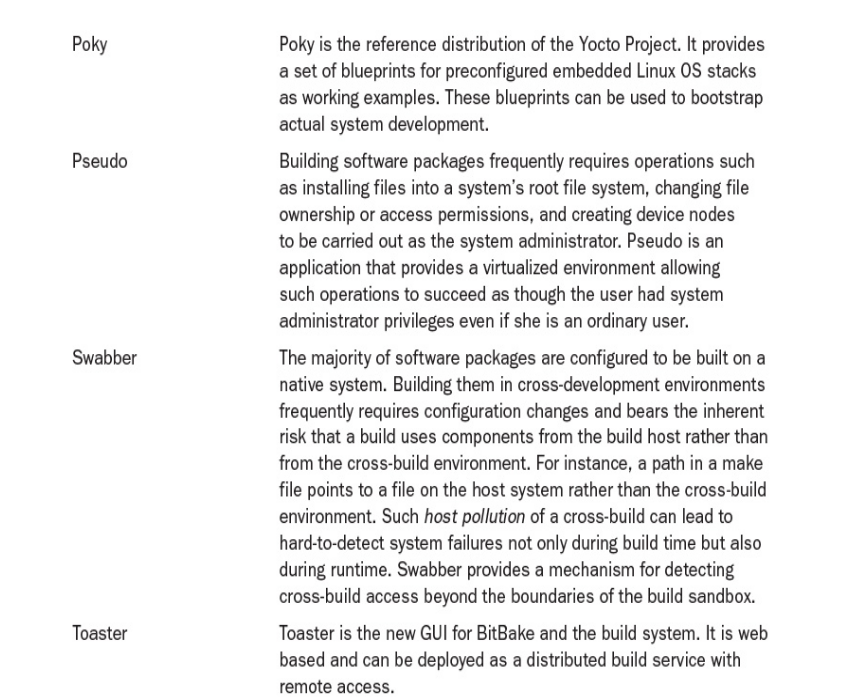 Poky
Poky is the reference distribution of the Yocto Project. It provides
a set of blueprints for preconfigured embedded Linux OS stacks
as working examples. These blueprints can be used to bootstrap
actual system development.
Pseudo
Building software packages frequently requires operations such
as installing files into a system's root file system, changing file
ownership or access permissions, and creating device nodes
to be carried out as the system administrator. Pseudo is an
application that provides a virtualized environment allowing
such operations to succeed as though the user had system
administrator privileges even if she is an ordinary user.
Swabber
The majority of software packages are configured to be built on a
native system. Building them in cross-development environments
frequently requires configuration changes and bears the inherent
risk that a build uses components from the build host rather than
from the cross-build environment. For instance, a path in a make
file points to a file on the host system rather than the cross-build
environment. Such host pollution of a cross-build can lead to
hard-to-detect system failures not only during build time but also
during runtime. Swabber provides a mechanism for detecting
cross-build access beyond the boundaries of the build sandbox.
Toaster
Toaster is the new GUI for BitBake and the build system. It is web
based and can be deployed as a distributed build service with
remote access.